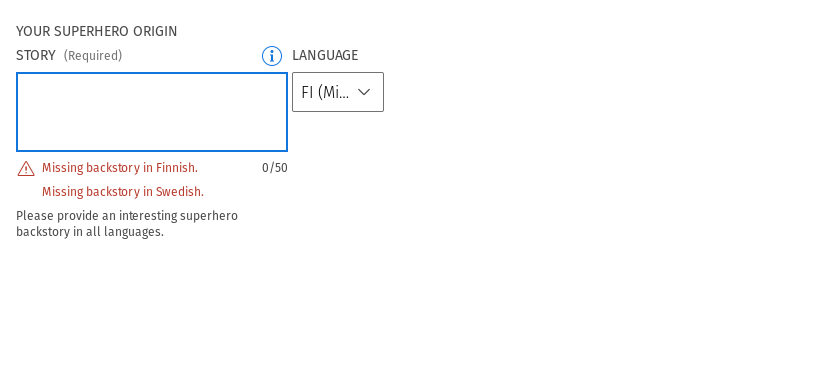 YOUR SUPERHERO ORIGIN
STORY (Required)
LANGUAGE
FI (Mi...
Missing backstory in Finnish.
0/50
Missing backstory in Swedish.
Please provide an interesting superhero
backstory in all languages.